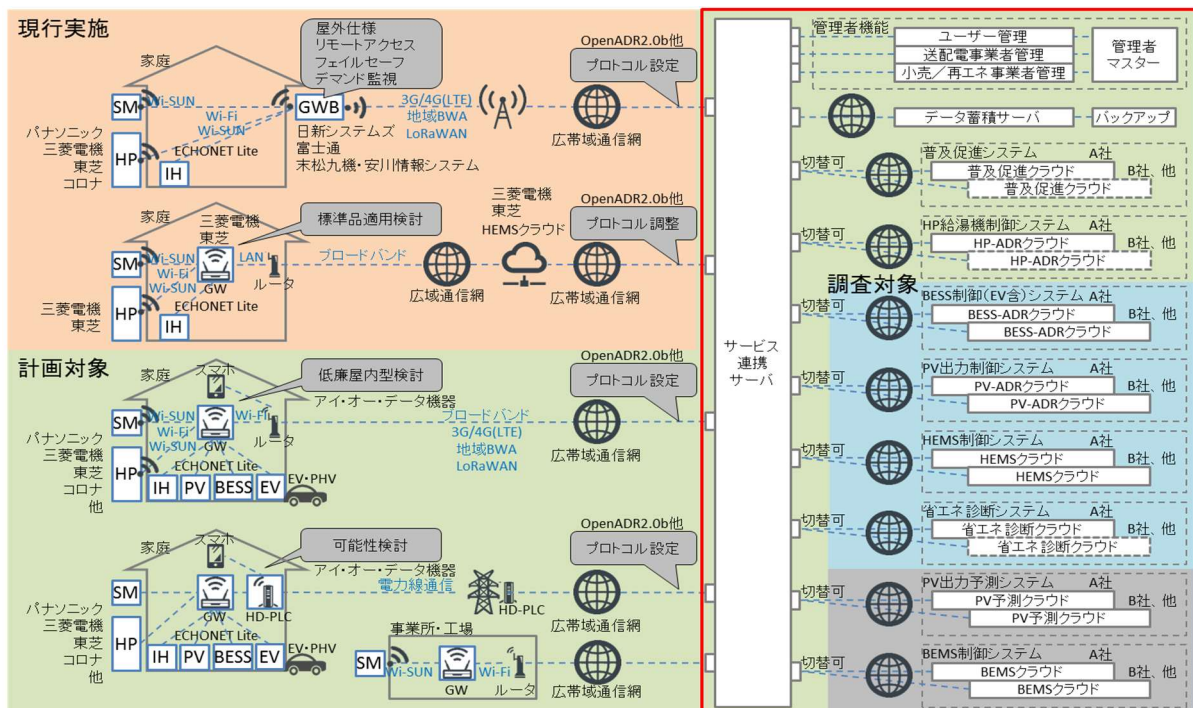 現行実施
屋外仕様
リモートアクセス
フェイルセーフ
デマンド監視
OpenADR2.0b他
プロトコル設定
家庭
SM
Wi-SUN
GWB
3G/4G(LTE)
地域BWA
LoRaWAN
広帯域通信網
Wi-Fi
Wi-SUN
パナソニック
三菱電機
東芝
コロナ
HP
ECHONET Lite
IH
日新システムズ
富士通
末松九機・安川情報システム
家庭
三菱電機
東芝
標準品適用検討
三菱電機
東芝
HEMSクラウド
OpenADR2.0b他
プロトコル調整
SM
Wi-SUN
Wi-Fi
Wi-SUN
GW
LAN
ルータ
ブロードバンド
広域通信網
広帯域通信網
三菱電機
東芝
HP
ECHONET Lite
IH
計画対象
家庭
スマホ
低廉屋内型検討
アイ・オー・データ機器
OpenADR2.0b他
プロトコル設定
SM
Wi-SUN
Wi-Fi
Wi-SUN
GW
Wi-Fi
ルータ
ブロードバンド
3G/4G(LTE)
地域BWA
LoRaWAN
広帯域通信網
パナソニック
三菱電機
東芝
コロナ
他
HP
ECHONET Lite
IH
PV
BESS
EV
EV・PHV
家庭
スマホ
可能性検討
アイ・オー・データ機器
OpenADR2.0b他
プロトコル設定
SM
GW
HD-PLC
電力線通信
HD-PLC
広帯域通信網
パナソニック
三菱電機
東芝
コロナ
他
HP
ECHONET Lite
IH
PV
BESS
EV
EV・PHV
事業所・工場
SM
Wi-SUN
GW
Wi-Fi
ルータ
広帯域通信網
サービス
連携
サーバ
管理者機能
ユーザー管理
送配電事業者管理
小売／再エネ事業者管理
管理者
マスター
データ蓄積サーバ
バックアップ
切替可
普及促進システム
A社
普及促進クラウド
B社、他
普及促進クラウド
切替可
HP給湯機制御システム
A社
HP-ADRクラウド
B社、他
HP-ADRクラウド
調査対象
切替可
BESS制御（EV含）システム
A社
BESS-ADRクラウド
B社、他
BESS-ADRクラウド
切替可
PV出力制御システム
A社
PV-ADRクラウド
B社、他
PV-ADRクラウド
切替可
HEMS制御システム
A社
HEMSクラウド
B社、他
HEMSクラウド
切替可
省エネ診断システム
A社
省エネ診断クラウド
B社、他
省エネ診断クラウド
切替可
PV出力予測システム
A社
PV予測クラウド
B社、他
PV予測クラウド
切替可
BEMS制御システム
A社
BEMSクラウド
B社、他
BEMSクラウド